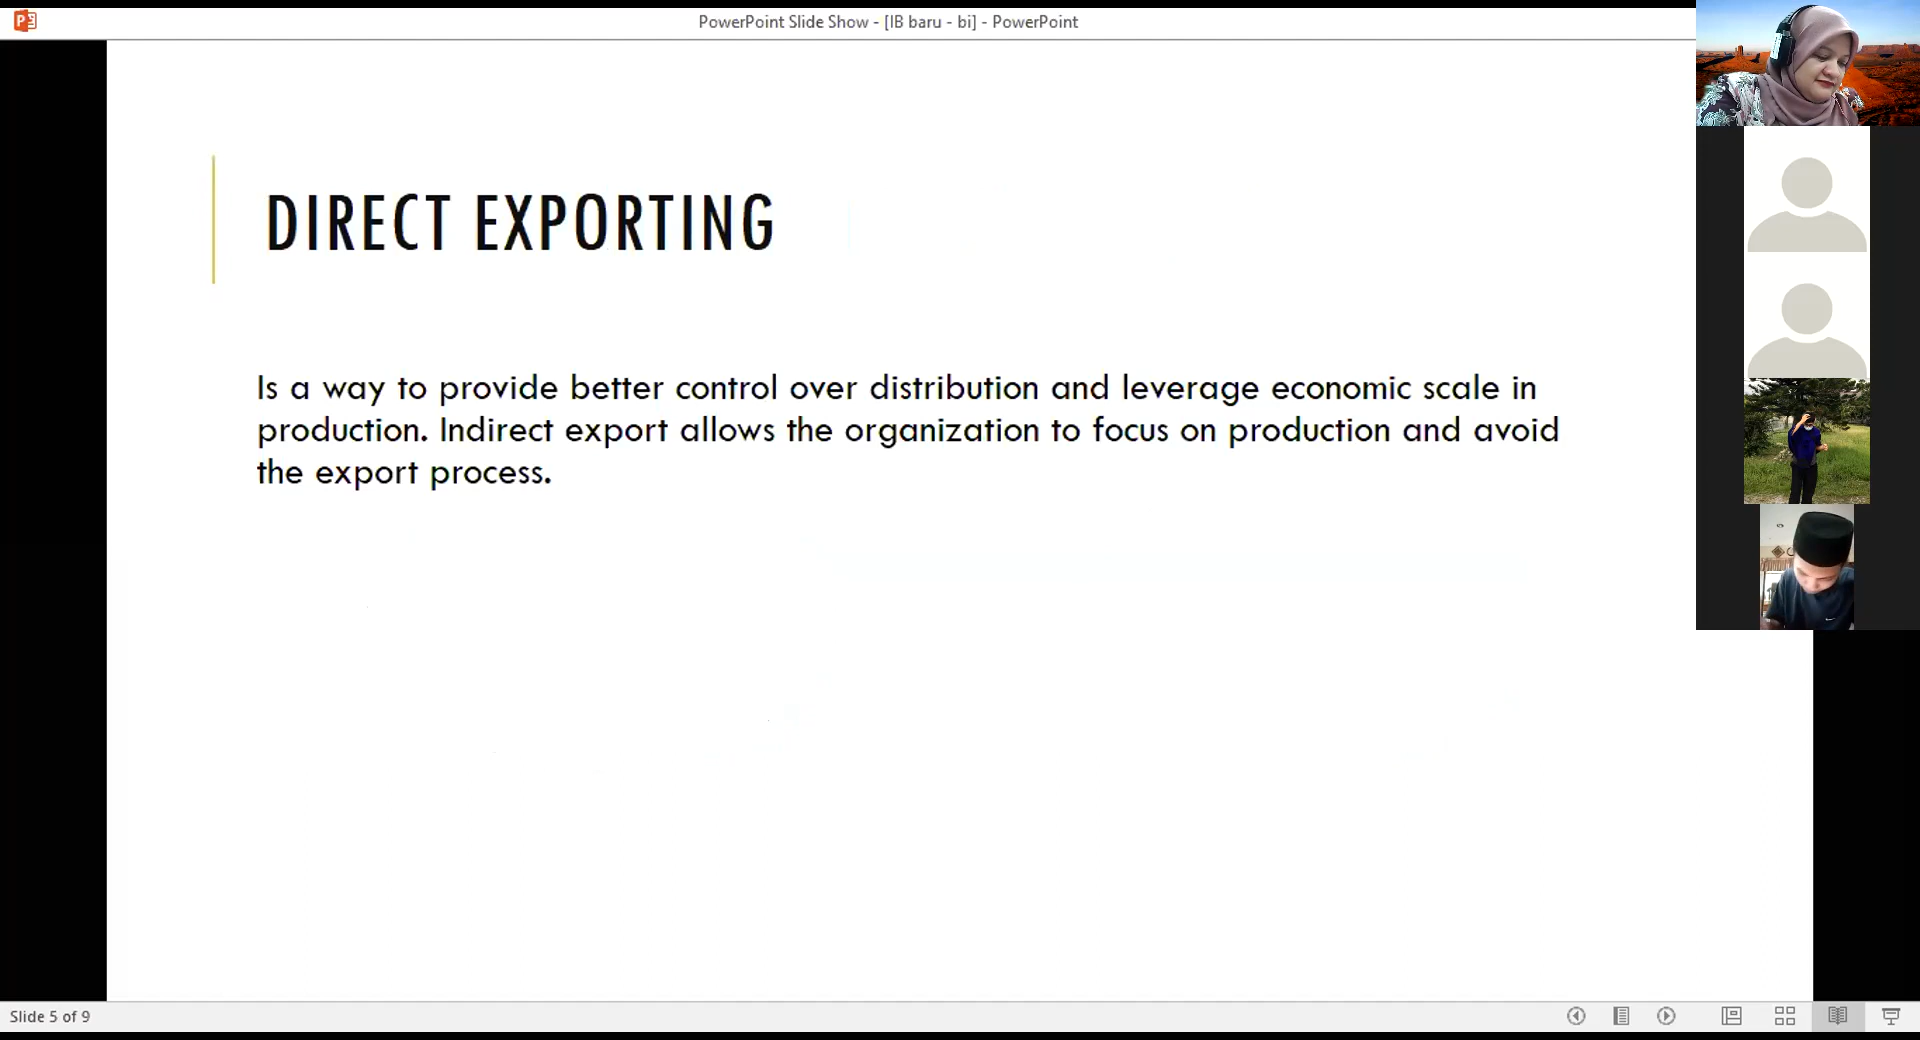 PowerPoint Slide Show - [IB baru - bi] - PowerPoint
DIRECT EXPORTING
Is a way to provide better control over distribution and leverage economic scale in
production. Indirect export allows the organization to focus on production and avoid
the export process.
Slide 5 of 9